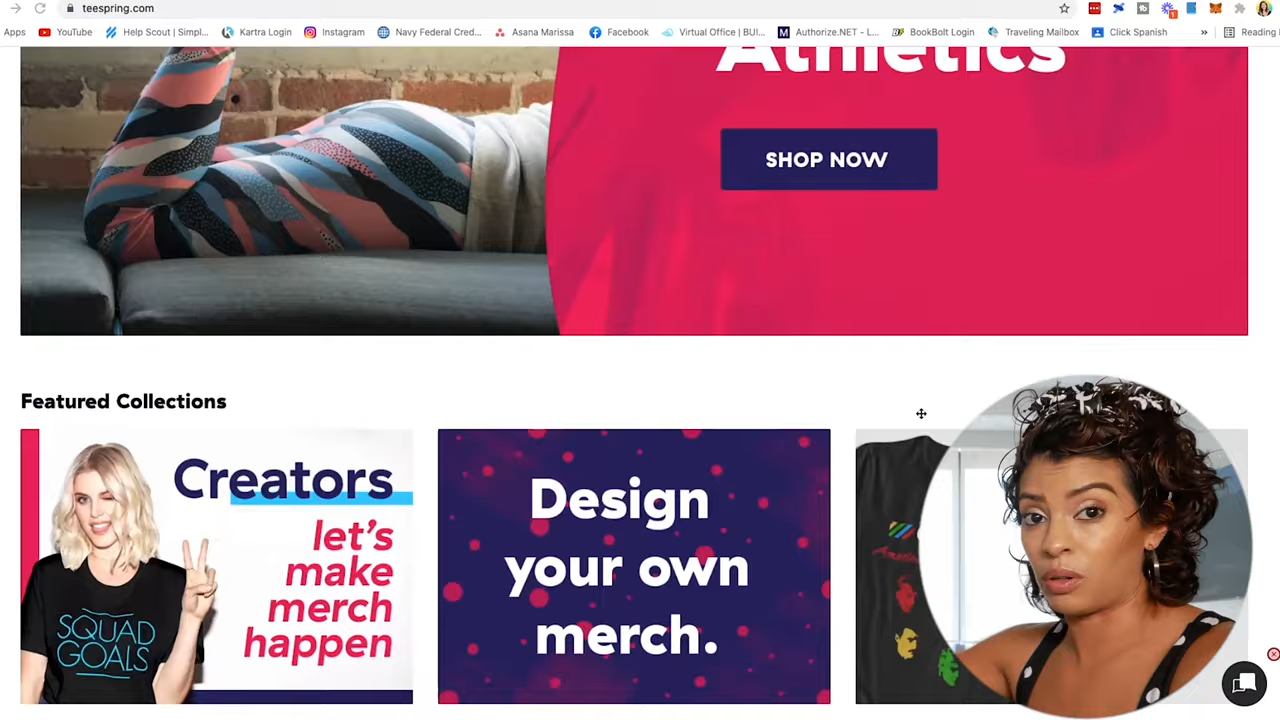 teespring.com
Apps YouTube Help Scout | Simpl... Kartra Login Instagram Navy Federal Cred... Asana Marissa Facebook Virtual Office | BUI... Authorize.NET - L... BookBolt Login Traveling Mailbox Click Spanish » Reading
Athletics
SHOP NOW
Featured Collections
Creators
let's
make
merch
happen
SQUAD
GOALS
Design
your own
merch.